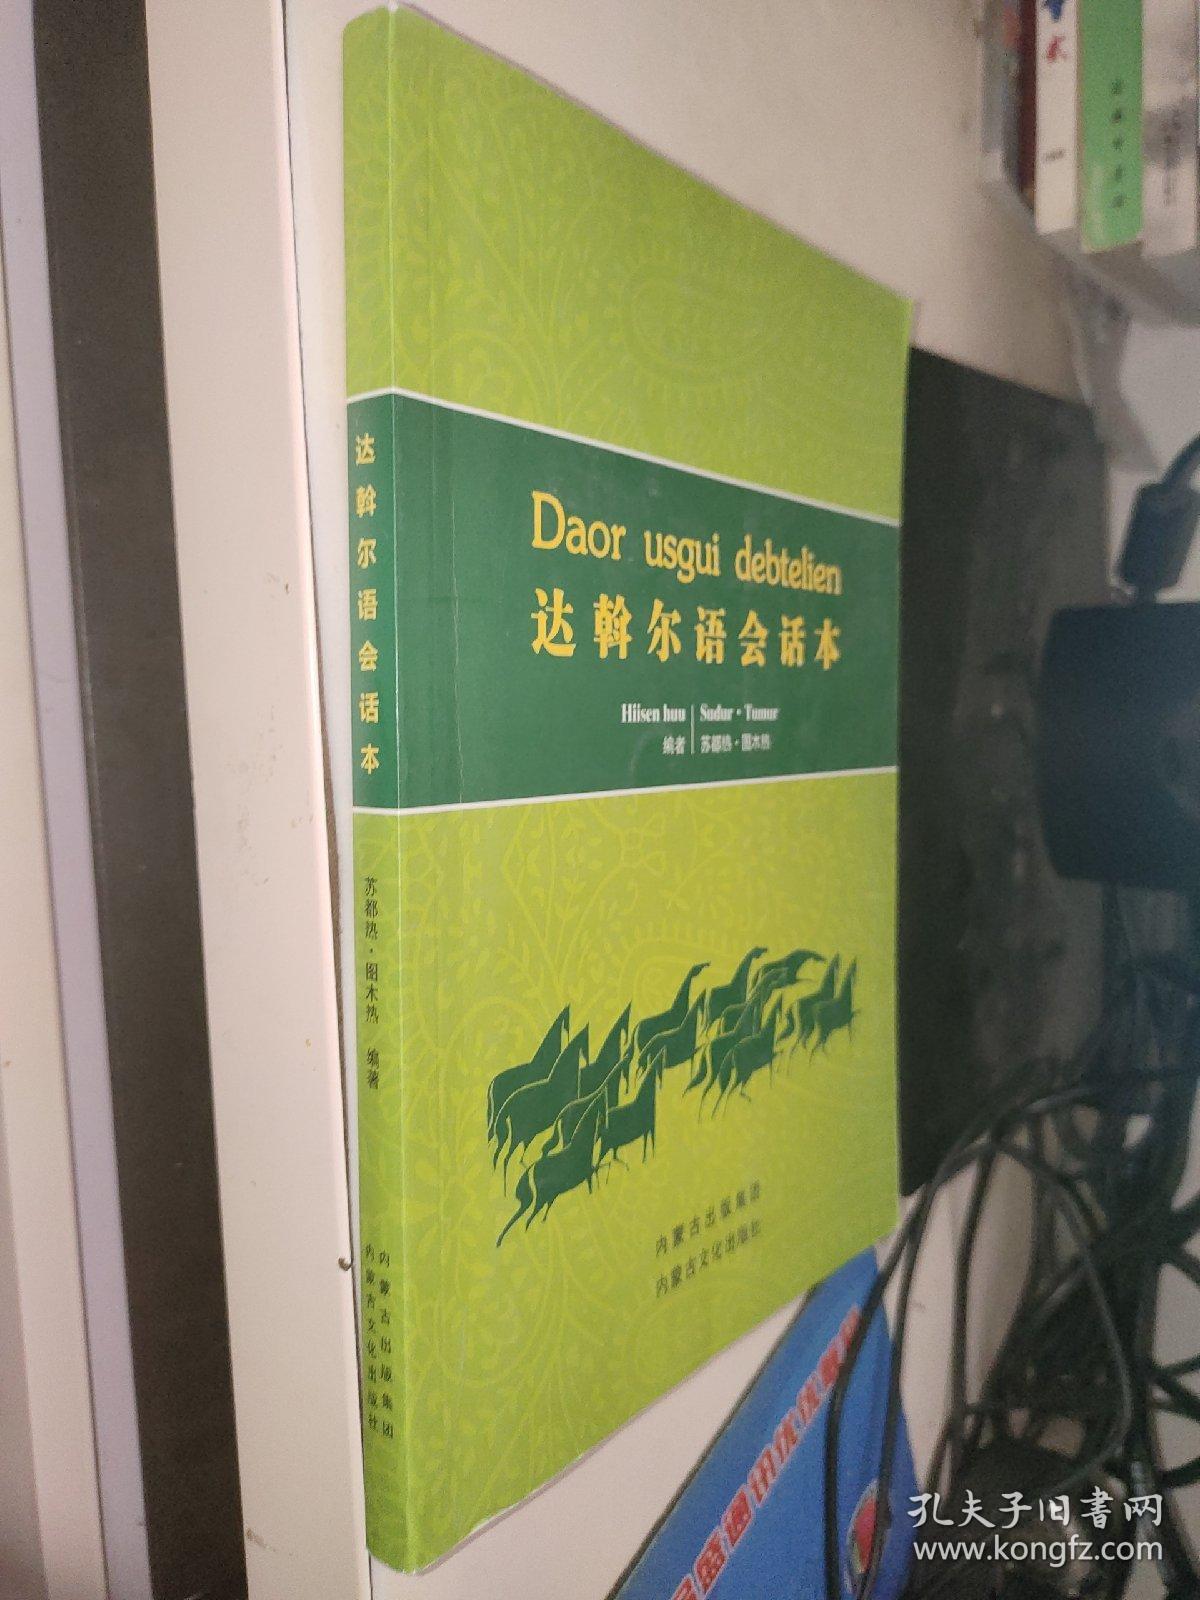 达斡尔语会话本
苏都热·图木热 编著
内蒙古出版集团
内蒙古文化出版社
Daor usgui debtelien
达斡尔语会话本
Hiisen huu | Sudur·Tumur
编者 | 苏都热·图木热
内蒙古出版集团
内蒙古文化出版社
孔夫子旧书网
www.kongfz.com